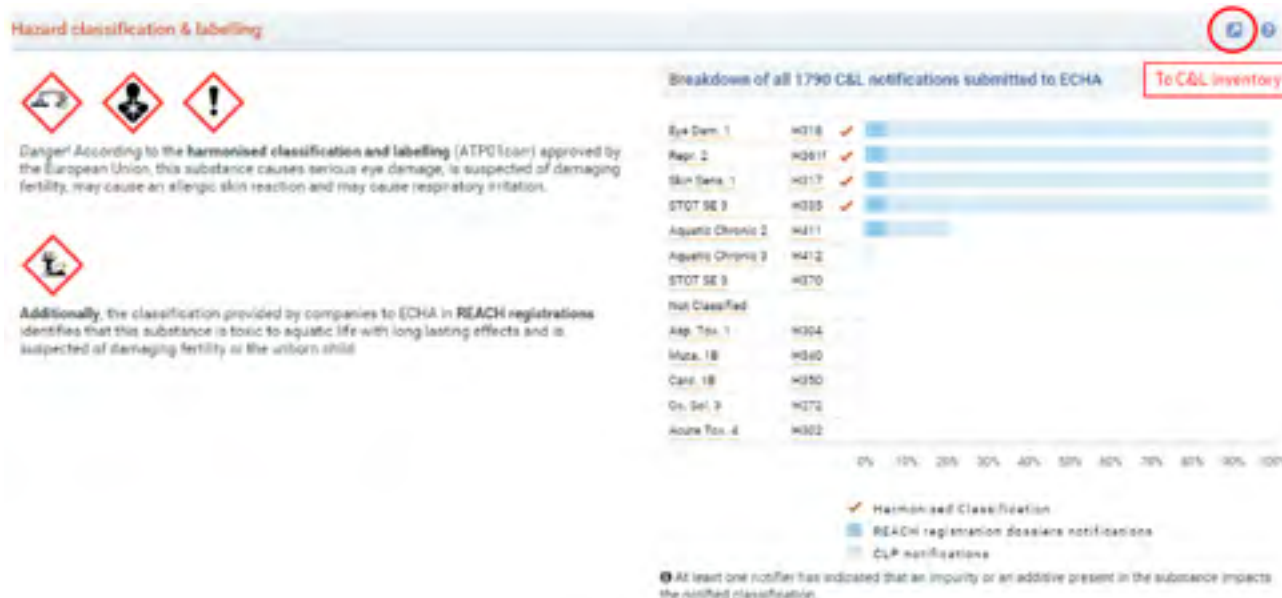 Hazard classification & labelling
Danger! According to the harmonised classification and labelling (ATP01corr) approved by
the European Union, this substance causes serious eye damage, is suspected of damaging
fertility, may cause an allergic skin reaction and may cause respiratory irritation.
Additionally, the classification provided by companies to ECHA in REACH registrations
identifies that this substance is toxic to aquatic life with long lasting effects and is
suspected of damaging fertility or the unborn child
Breakdown of all 1790 C&L notifications submitted to ECHA
To C&L inventory
Eye Dam. 1 H318 ✓
Repr. 2 H361f ✓
Skin Sens. 1 H317 ✓
STOT SE 3 H335 ✓
Aquatic Chronic 2 H411
Aquatic Chronic 3 H412
STOT SE H370
Not Classified
Asp. Tox. 1 H304
Muta. 1B H340
Carc. 1B H350
Ox. Sol. 3 H272
Acute Tox. 4 H302
0% 10% 20% 30% 40% 50% 60% 70% 80% 90% 100%
✓ Harmonised Classification
REACH registration dossiers notifications
CLP notifications
At least one notifier has indicated that an impurity or an additive present in the substance impacts
the notified classification.